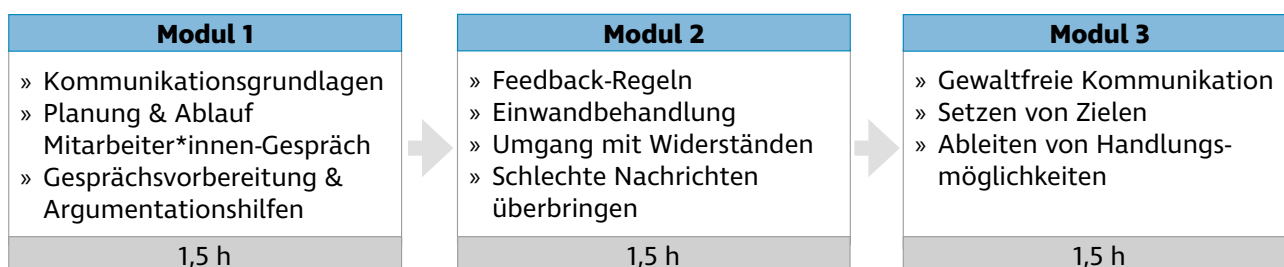 Modul 1
» Kommunikationsgrundlagen
» Planung & Ablauf
Mitarbeiter*innen-Gespräch
» Gesprächsvorbereitung &
Argumentationshilfen
1,5 h
Modul 2
» Feedback-Regeln
» Einwandbehandlung
» Umgang mit Widerständen
» Schlechte Nachrichten
überbringen
1,5 h
Modul 3
» Gewaltfreie Kommunikation
» Setzen von Zielen
» Ableiten von Handlungs-
möglichkeiten
1,5 h